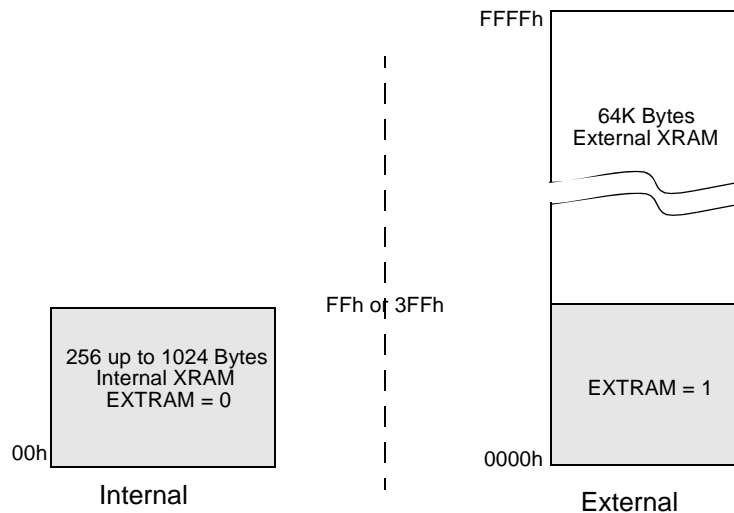 FFFFh
64K Bytes
External XRAM
FFh or 3FFh
256 up to 1024 Bytes
Internal XRAM
EXTRAM = 0
EXTRAM = 1
00h
0000h
Internal
External